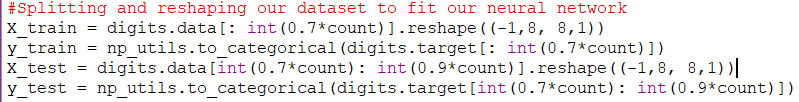 #Splitting and reshaping our dataset to fit our neural network
X_train = digits.data[: int(0.7*count)].reshape((-1,8, 8,1))
y_train = np_utils.to_categorical(digits.target[: int(0.7*count)])
X_test = digits.data[int(0.7*count): int(0.9*count)].reshape((-1,8, 8,1))
y_test = np_utils.to_categorical(digits.target[int(0.7*count): int(0.9*count)])